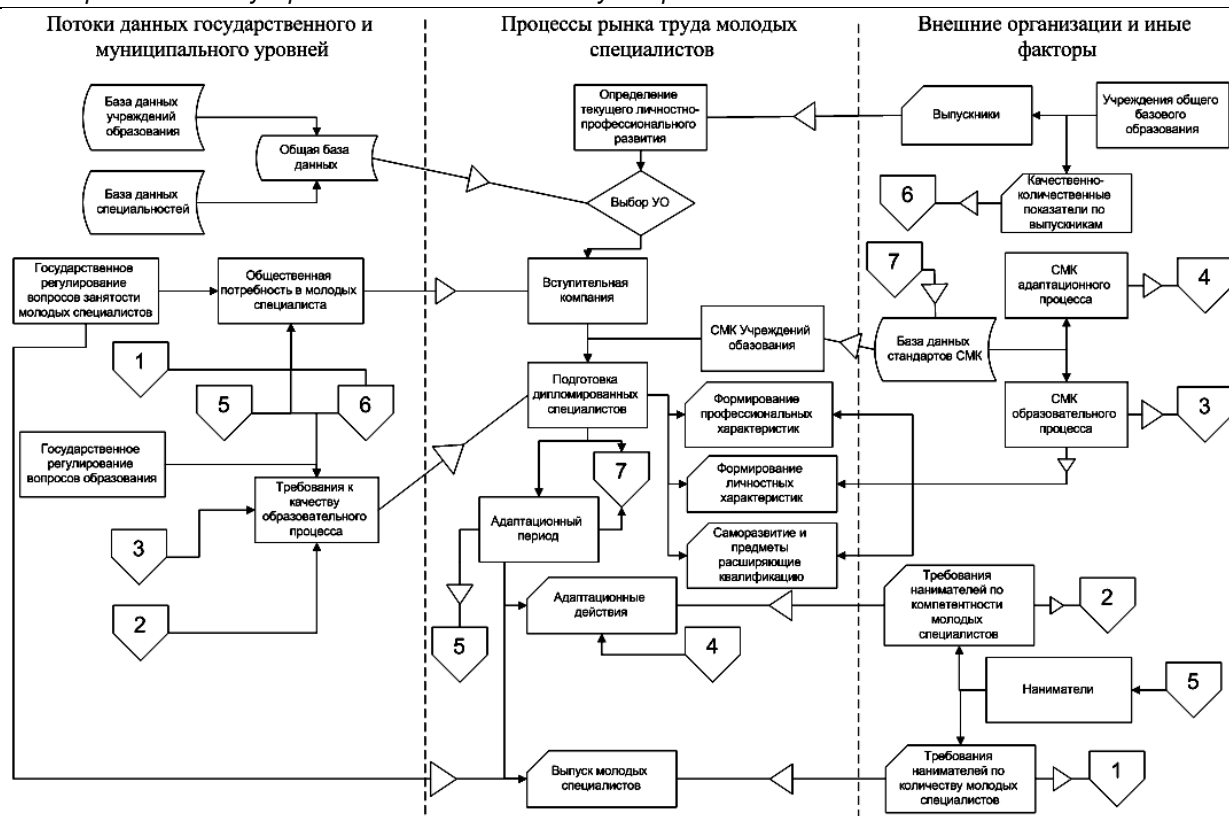 Потоки данных государственного и
муниципального уровней
Процессы рынка труда молодых
специалистов
Внешние организации и иные
факторы
База данных
учреждений
образования
Общая база
данных
База данных
специальностей
Определение
текущего личностно-
профессионального
развития
Выпускники
Учреждения общего
базового
образования
Выбор УО
6
Качественно-
количественные
показатели по
выпускникам
Государственное
регулирование
вопросов занятости
молодых специалистов
Общественная
потребность в молодых
специалиста
Вступительная
компания
7
СМК
адаптационного
процесса
4
СМК Учреждений
обазования
База данных
стандартов СМК
1
5
6
Подготовка
дипломированных
специалистов
Формирование
профессиональных
характеристик
СМК
образовательного
процесса
3
Государственное
регулирование
вопросов образования
Требования к
качеству
образовательного
процесса
7
Формирование
личностных
характеристик
3
Адаптационный
период
Саморазвитие и
предметы
расширяющие
квалификацию
2
5
Адаптационные
действия
4
Требования
нанимателей по
компетентности
молодых
специалистов
2
Наниматели
5
Выпуск молодых
специалистов
Требования
нанимателей по
количеству молодых
специалистов
1